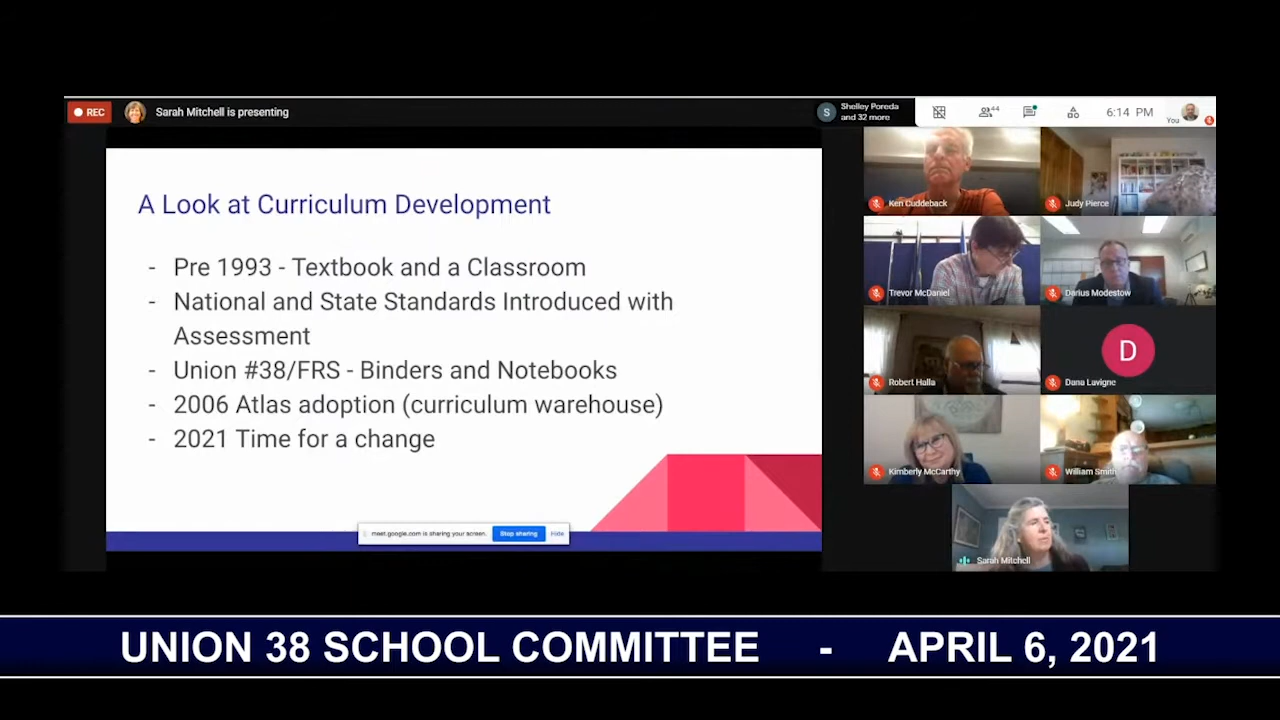 REC
Sarah Mitchell is presenting
S
Shelley Poreda
and 32 more
44
6:14 PM
You
A Look at Curriculum Development
- Pre 1993 - Textbook and a Classroom
- National and State Standards Introduced with
Assessment
- Union #38/FRS - Binders and Notebooks
- 2006 Atlas adoption (curriculum warehouse)
- 2021 Time for a change
meet.google.com is sharing your screen.
Stop sharing
Hide
Ken Cuddeback
Judy Pierce
Trevor McDaniel
Darius Modestow
Robert Halla
D
Dana Lavigne
Kimberly McCarthy
William Smith
Sarah Mitchell
UNION 38 SCHOOL COMMITTEE - APRIL 6, 2021